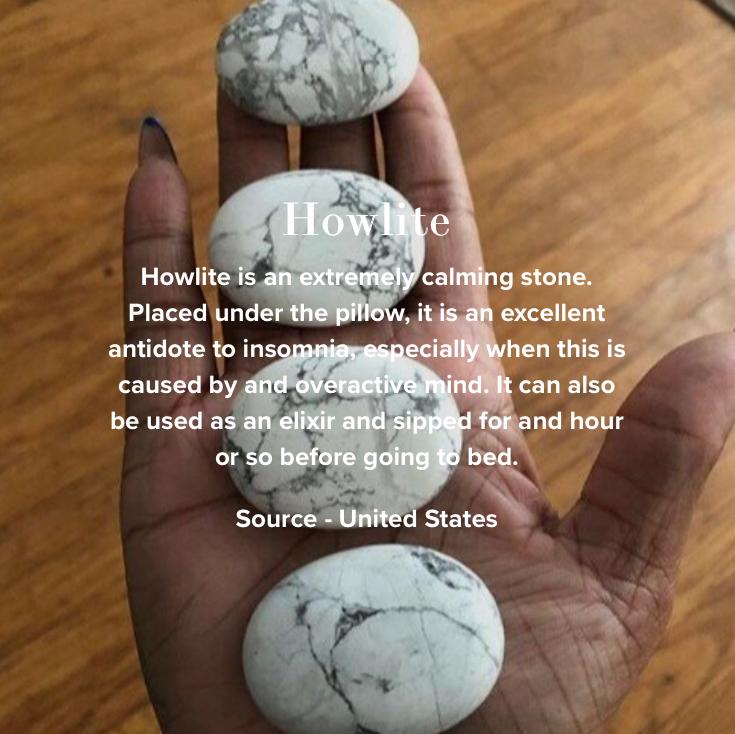 Howlite
Howlite is an extremely calming stone.
Placed under the pillow, it is an excellent
antidote to insomnia, especially when this is
caused by and overactive mind. It can also
be used as an elixir and sipped for and hour
or so before going to bed.
Source - United States